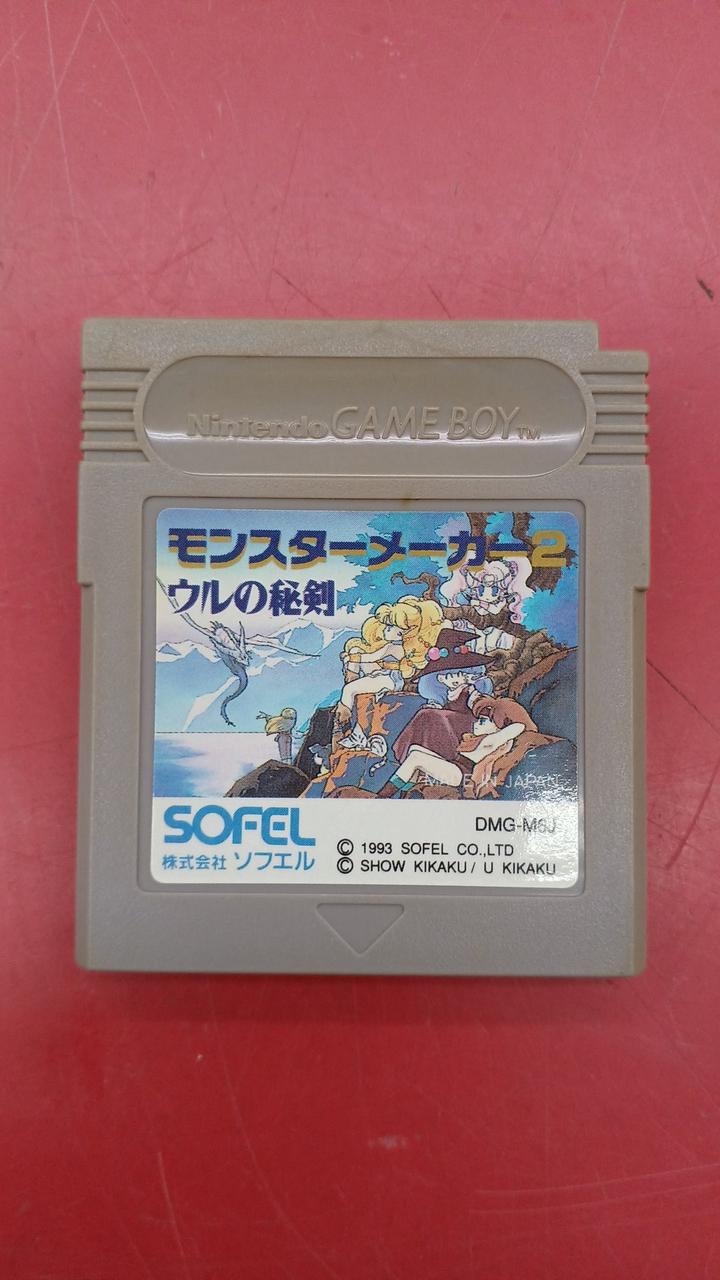 Nintendo GAME BOY TM
モンスターメーカー2
ウルの秘剣
MADE IN JAPAN
SOFEL
株式会社 ソフエル
DMG-M6J
© 1993 SOFEL CO.,LTD
© SHOW KIKAKU / U KIKAKU